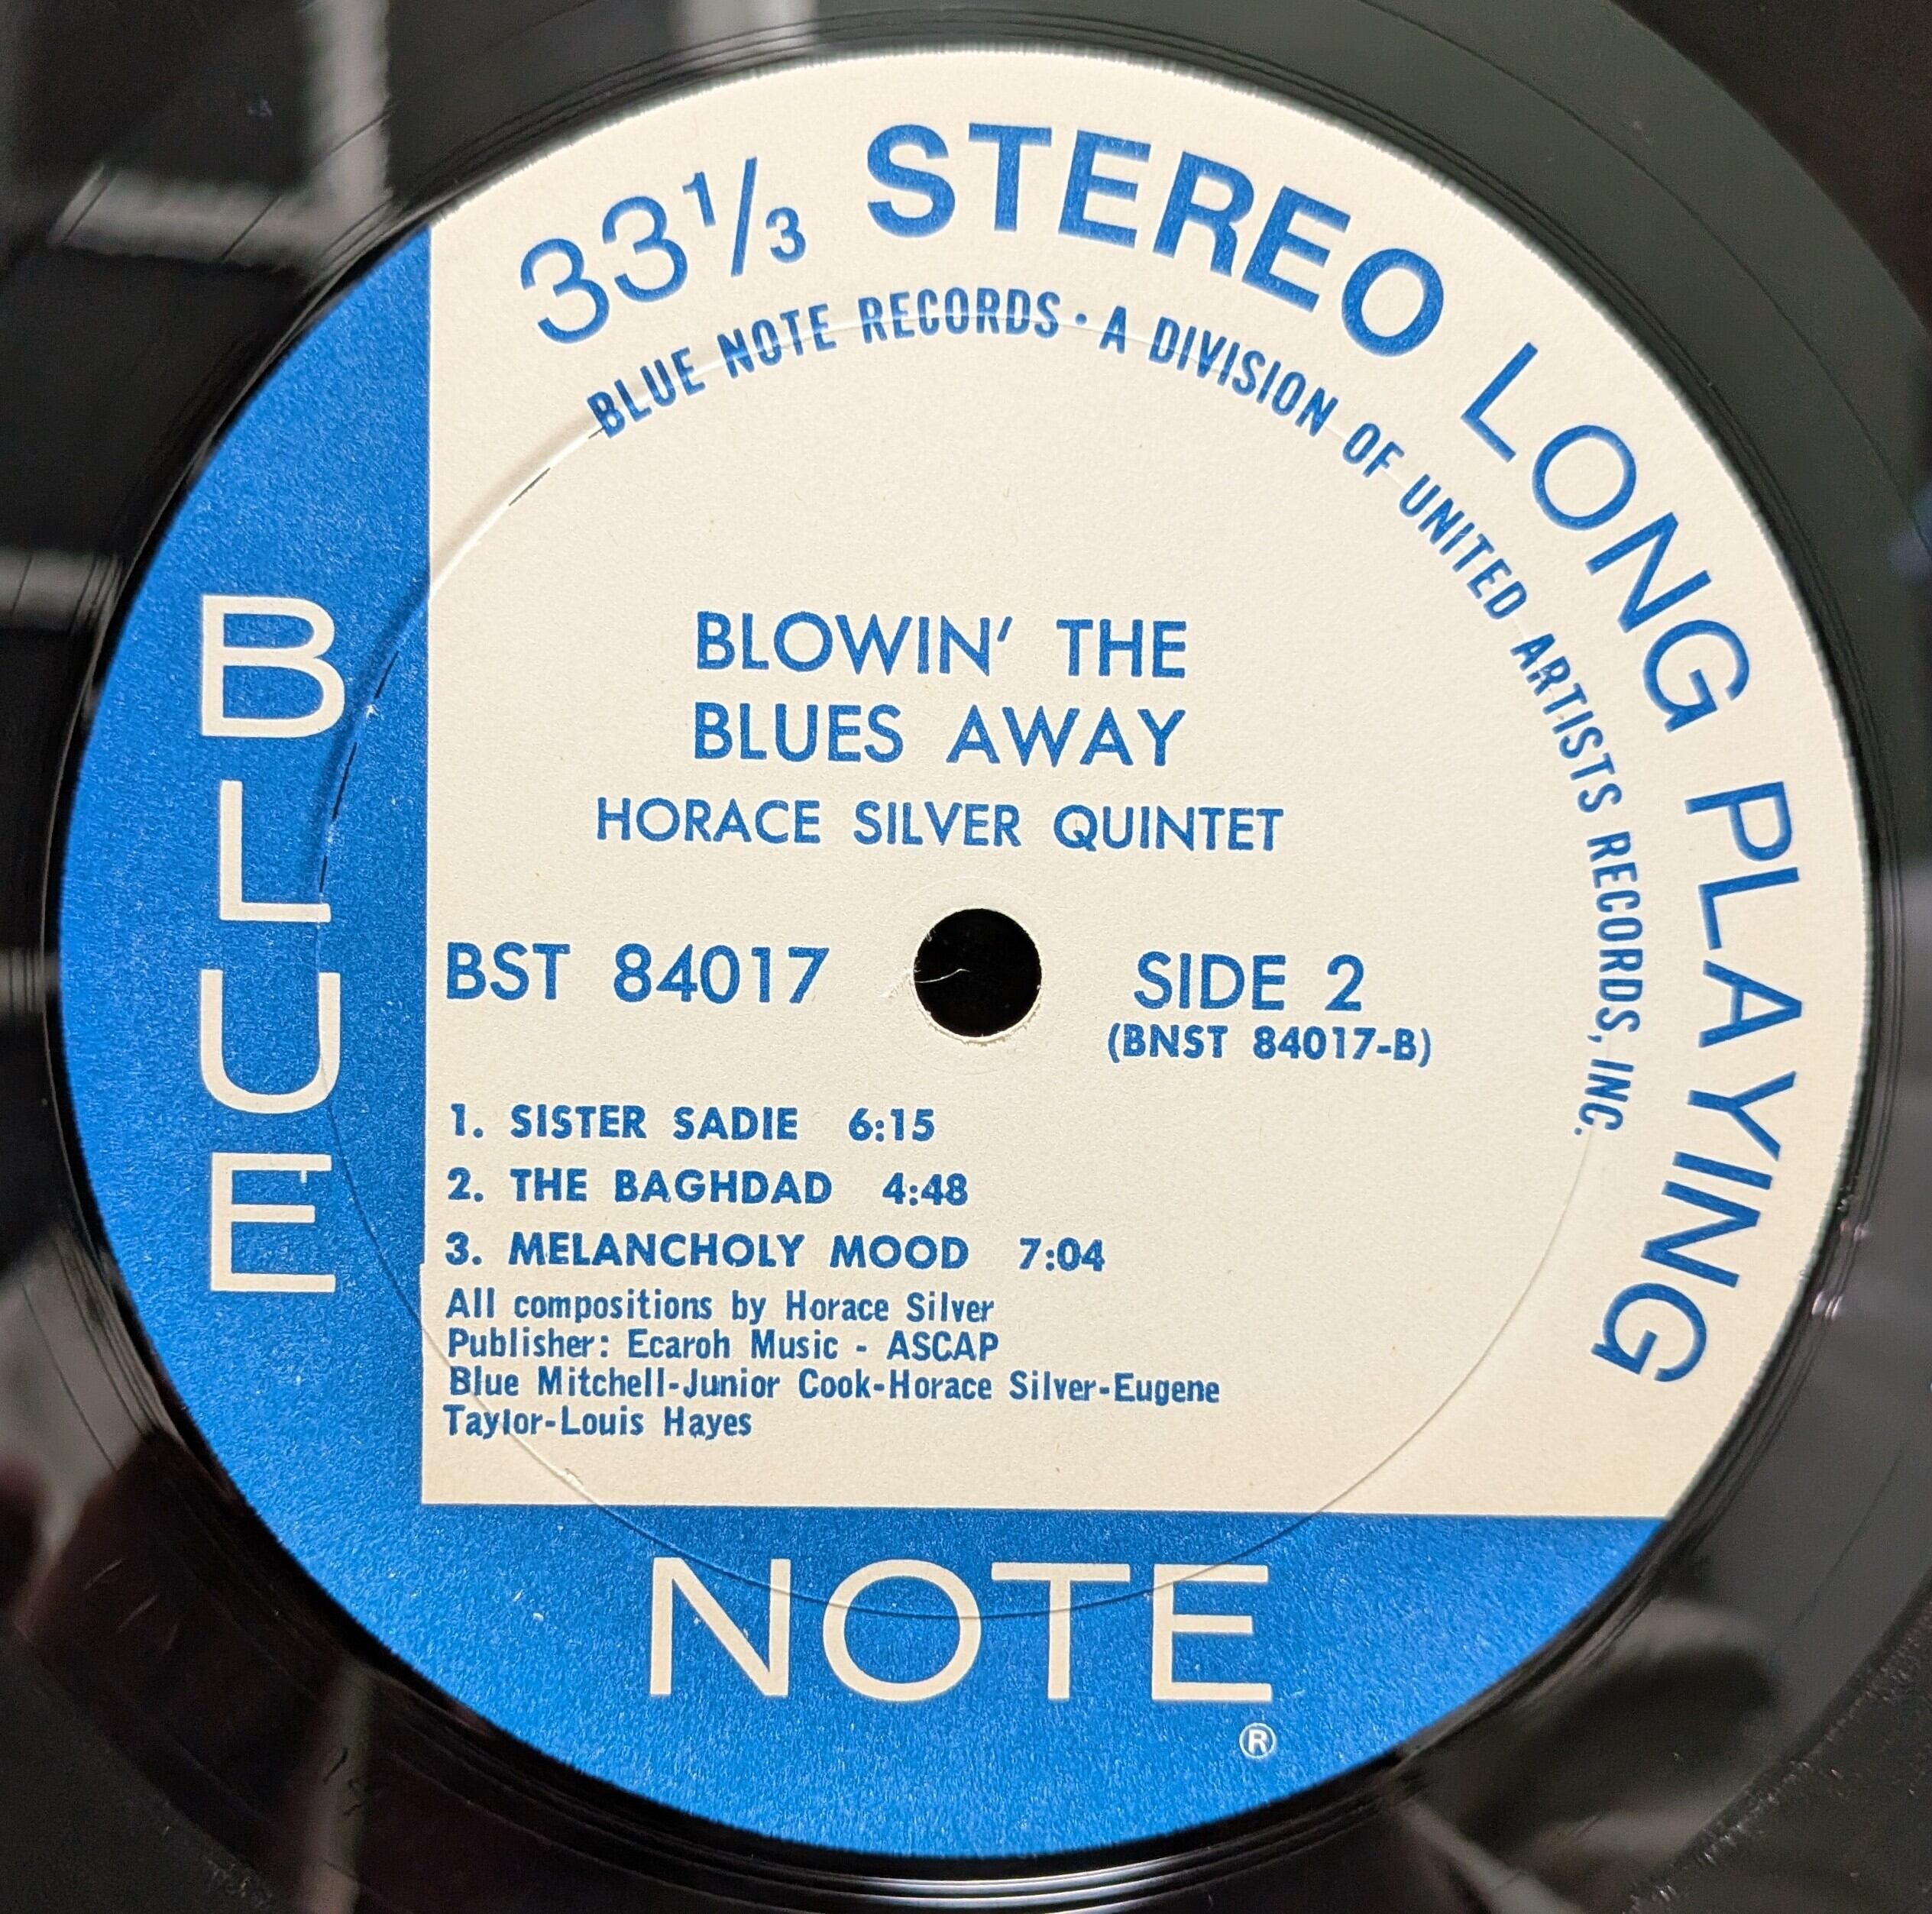 33⅓ STEREO LONG PLAYING
BLUE NOTE RECORDS · A DIVISION OF UNITED ARTISTS RECORDS, INC.
BLOWIN' THE
BLUES AWAY
HORACE SILVER QUINTET
BST 84017
SIDE 2
(BNST 84017-B)
1. SISTER SADIE 6:15
2. THE BAGHDAD 4:48
3. MELANCHOLY MOOD 7:04
All compositions by Horace Silver
Publisher: Ecaroh Music - ASCAP
Blue Mitchell-Junior Cook-Horace Silver-Eugene
Taylor-Louis Hayes
BLUE
NOTE
®